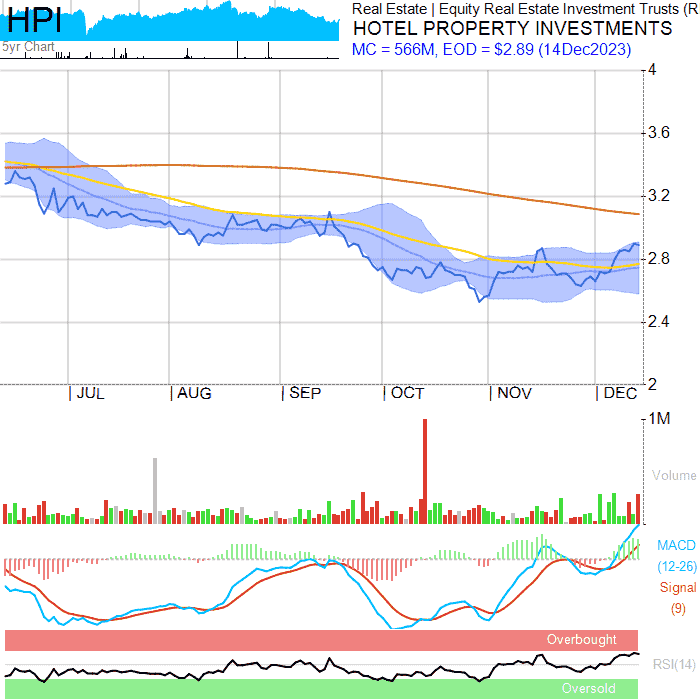 HPI
5yr Chart
Real Estate | Equity Real Estate Investment Trusts (R
HOTEL PROPERTY INVESTMENTS
MC = 566M, EOD = $2.89 (14Dec2023)
4
3.6
3.2
2.8
2.4
2
| JUL | AUG | SEP | OCT | NOV | DEC
1M
Volume
MACD
(12-26)
Signal
(9)
Overbought
RSI(14)
Oversold